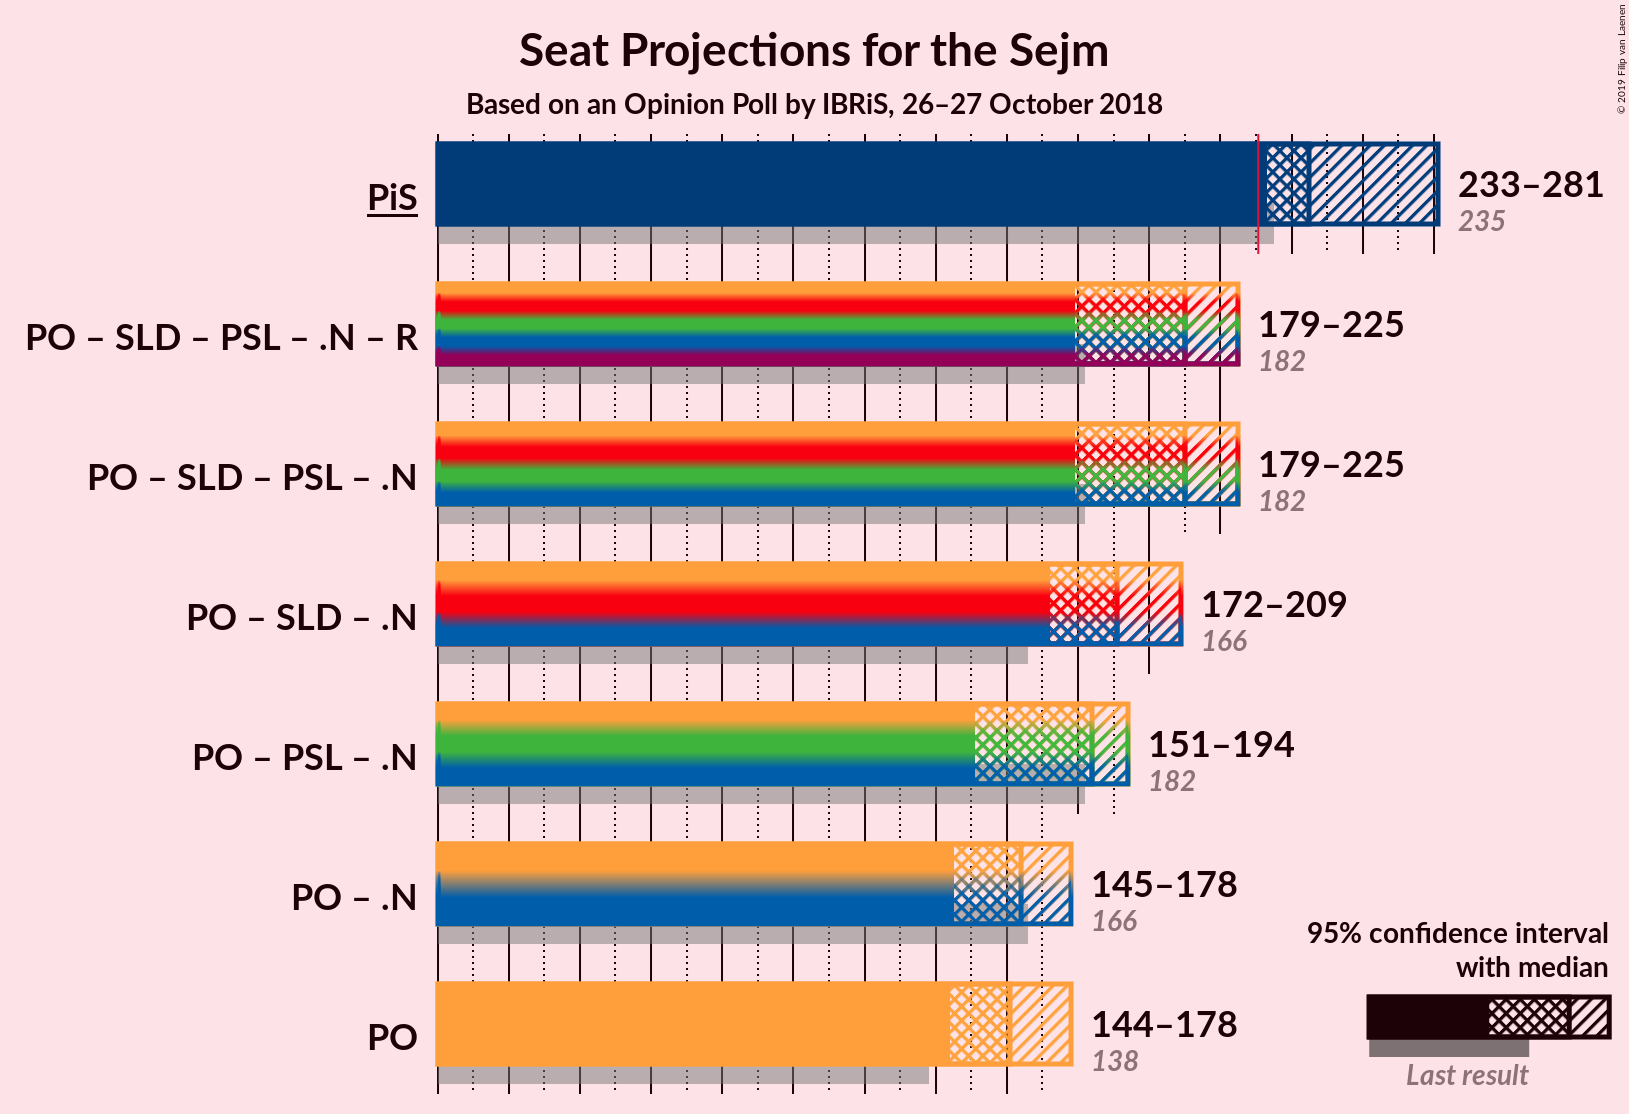 Seat Projections for the Sejm
Based on an Opinion Poll by IBRiS, 26–27 October 2018
© 2019 Filip van Laenen
PiS
233–281
235
PO – SLD – PSL – .N – R
179–225
182
PO – SLD – PSL – .N
179–225
182
PO – SLD – .N
172–209
166
PO – PSL – .N
151–194
182
PO – .N
145–178
166
PO
144–178
138
95% confidence interval
with median
Last result